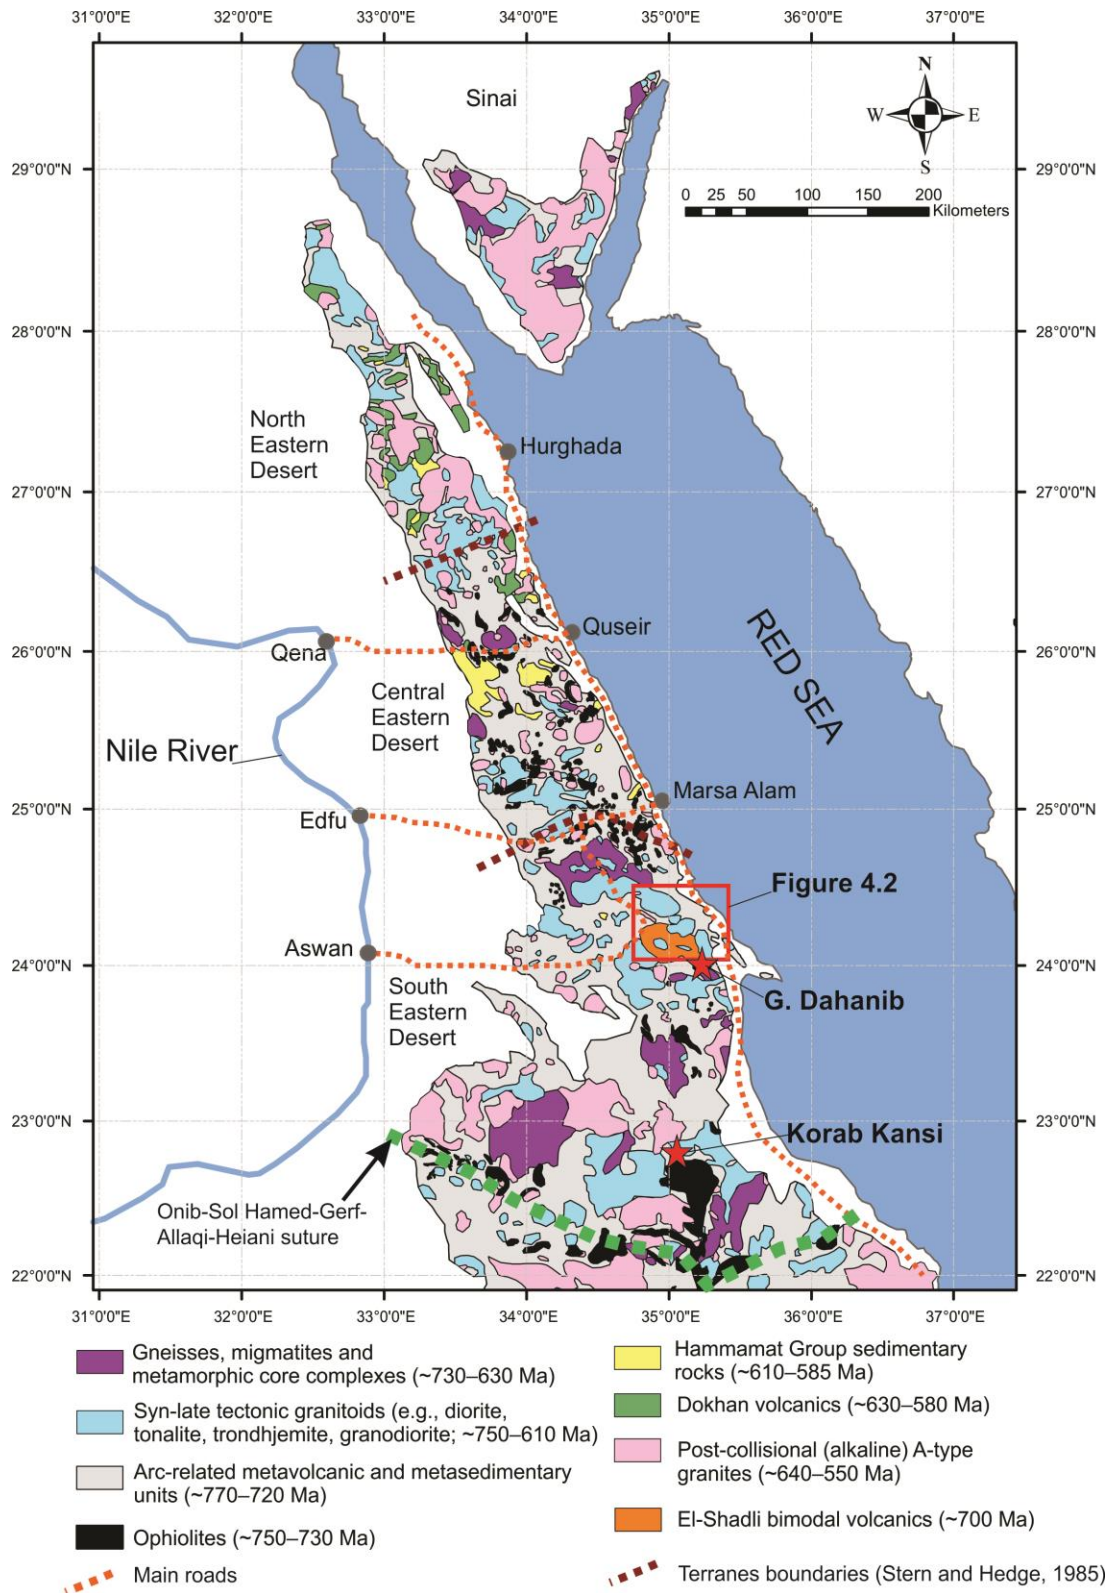 31°0'0"E 32°0'0"E 33°0'0"E 34°0'0"E 35°0'0"E 36°0'0"E 37°0'0"E
Sinai
N
W E
S
29°0'0"N 29°0'0"N
0 25 50 100 150 200
Kilometers
28°0'0"N 28°0'0"N
North
Eastern
Desert
Hurghada
27°0'0"N 27°0'0"N
Quseir
Qena
26°0'0"N 26°0'0"N
RED SEA
Central
Eastern
Desert
Nile River
Marsa Alam
25°0'0"N 25°0'0"N
Edfu
Figure 4.2
Aswan
24°0'0"N 24°0'0"N
South
Eastern
Desert
G. Dahanib
23°0'0"N 23°0'0"N
Korab Kansi
Onib-Sol Hamed-Gerf-
Allaqi-Heiani suture
22°0'0"N 22°0'0"N
31°0'0"E 32°0'0"E 33°0'0"E 34°0'0"E 35°0'0"E 36°0'0"E 37°0'0"E
Gneisses, migmatites and
metamorphic core complexes (~730–630 Ma)
Syn-late tectonic granitoids (e.g., diorite,
tonalite, trondhjemite, granodiorite; ~750–610 Ma)
Arc-related metavolcanic and metasedimentary
units (~770–720 Ma)
Ophiolites (~750–730 Ma)
Main roads
Hammamat Group sedimentary
rocks (~610–585 Ma)
Dokhan volcanics (~630–580 Ma)
Post-collisional (alkaline) A-type
granites (~640–550 Ma)
El-Shadli bimodal volcanics (~700 Ma)
Terranes boundaries (Stern and Hedge, 1985)